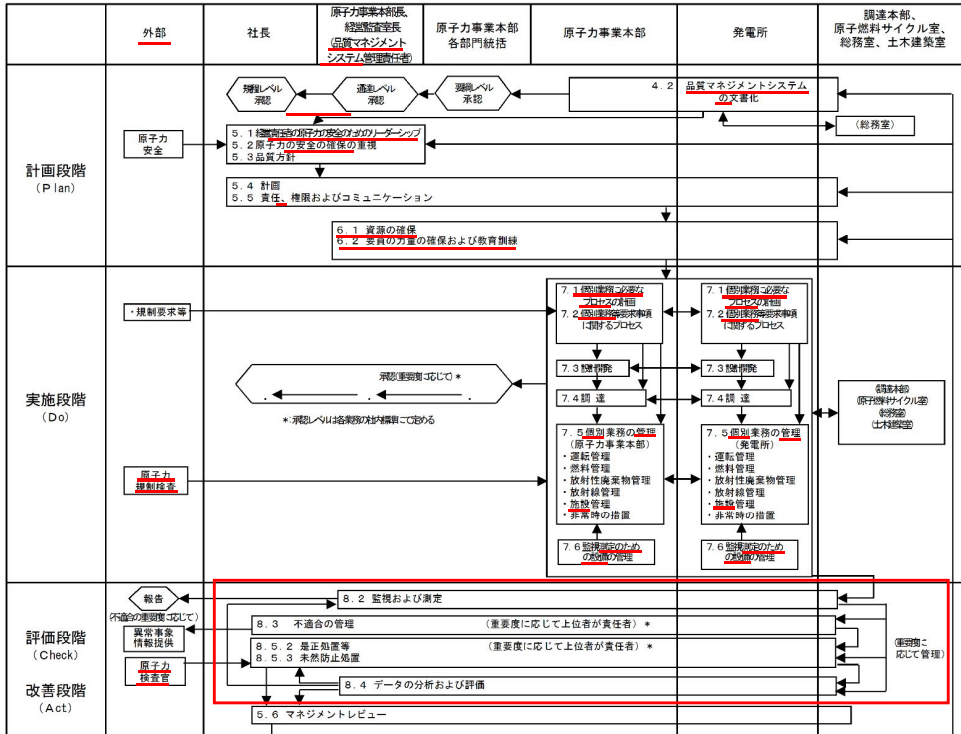 外部
社長
原子力事業本部長、
経営監査室長
(品質マネジメント
システム管理責任者)
原子力事業本部
各部門統括
原子力事業本部
発電所
調達本部、
原子燃料サイクル室、
総務室、土木建築室
計画段階
(Plan)
規程レベル
承認
通達レベル
承認
要綱レベル
承認
4.2 品質マネジメントシステム
の文書化
(総務室)
原子力
安全
5.1経営責任者の原子力の安全のためのリーダーシップ
5.2原子力の安全の確保の重視
5.3品質方針
5.4 計画
5.5 責任、権限およびコミュニケーション
6.1 資源の確保
6.2 要員の力量の確保および教育訓練
実施段階
(Do)
・規制要求等
7.1個別業務に必要な
プロセスの計画
7.2個別業務等要求事項
に関するプロセス
7.1個別業務に必要な
プロセスの計画
7.2個別業務等要求事項
に関するプロセス
7.3設計開発
7.3設計開発
承認(重要度に応じて)*
*:承認レベルは各業務の社内標準にて定める
7.4調 達
7.4調 達
(調達本部)
(原子燃料サイクル室)
(総務室)
(土木建築室)
7.5個別業務の管理
(原子力事業本部)
・運転管理
・燃料管理
・放射性廃棄物管理
・放射線管理
・施設管理
・非常時の措置
7.5個別業務の管理
(発電所)
・運転管理
・燃料管理
・放射性廃棄物管理
・放射線管理
・施設管理
・非常時の措置
原子力
規制検査
7.6監視測定のため
の設備の管理
7.6監視測定のため
の設備の管理
評価段階
(Check)
改善段階
(Act)
報告
(不適合の重要度に応じて)
異常事象
情報提供
原子力
検査官
8.2 監視および測定
8.3 不適合の管理 (重要度に応じて上位者が責任者)*
8.5.2 是正処置等 (重要度に応じて上位者が責任者)*
8.5.3 未然防止処置
8.4 データの分析および評価
(重要度に
応じて管理)
5.6 マネジメントレビュー